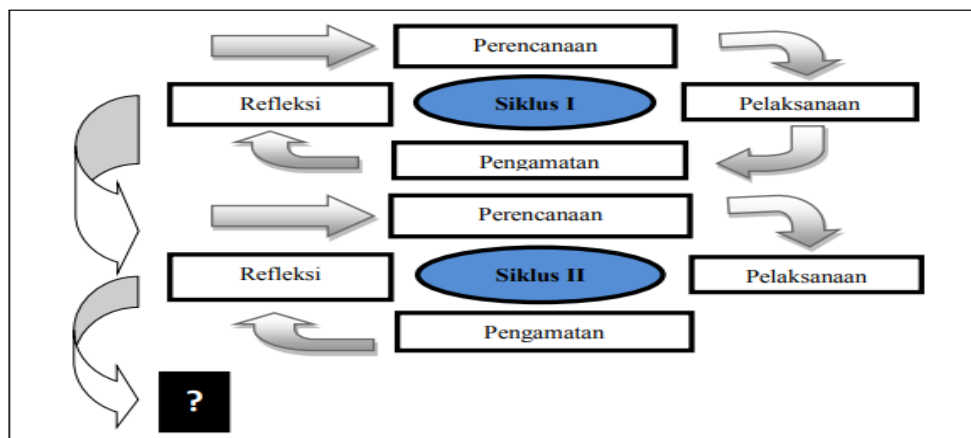 Perencanaan
Refleksi
Siklus I
Pelaksanaan
Pengamatan
Perencanaan
Refleksi
Siklus II
Pelaksanaan
Pengamatan
?